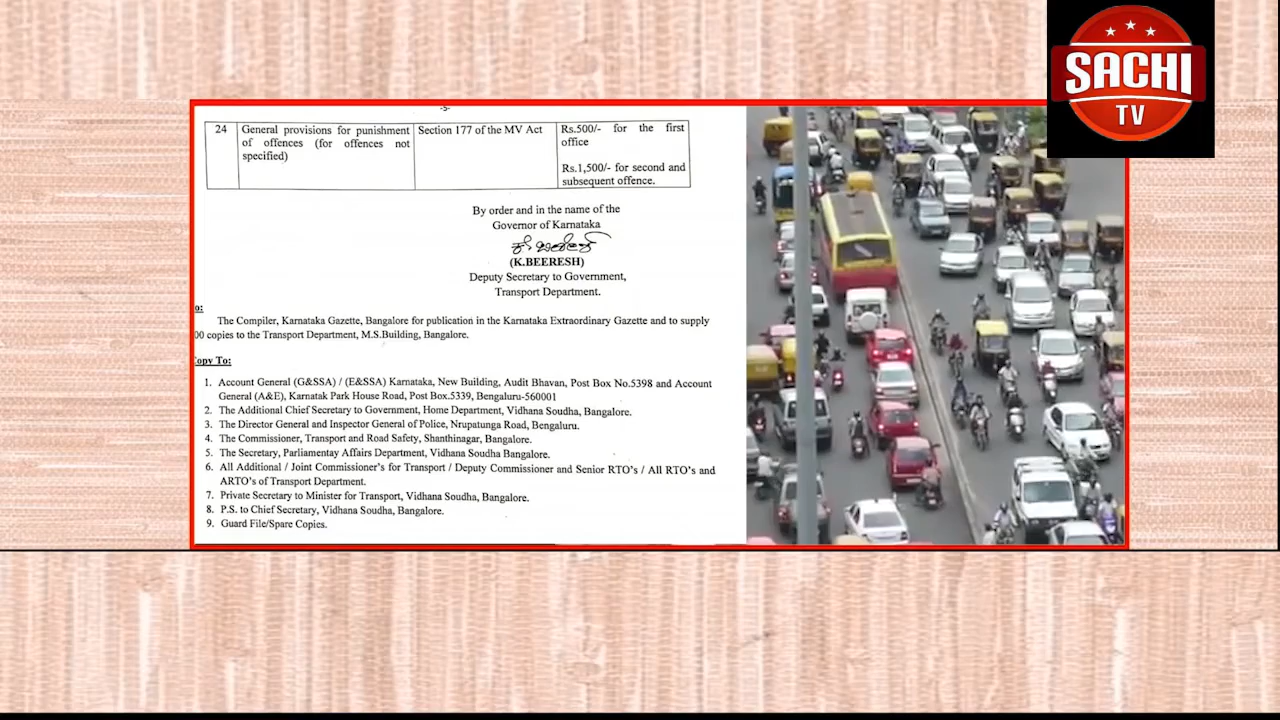 SACHI
TV
-5-
24
General provisions for punishment
of offences (for offences not
specified)
Section 177 of the MV Act
Rs.500/- for the first
office
Rs.1,500/- for second and
subsequent offence.
By order and in the name of the
Governor of Karnataka
(K.BEERESH)
Deputy Secretary to Government,
Transport Department.
o:
The Compiler, Karnataka Gazette, Bangalore for publication in the Karnataka Extraordinary Gazette and to supply
00 copies to the Transport Department, M.S.Building, Bangalore.
opy To:
1. Account General (G&SSA) / (E&SSA) Karnataka, New Building, Audit Bhavan, Post Box No.5398 and Account
General (A&E), Karnatak Park House Road, Post Box.5339, Bengaluru-560001
2. The Additional Chief Secretary to Government, Home Department, Vidhana Soudha, Bangalore.
3. The Director General and Inspector General of Police, Nrupatunga Road, Bengaluru.
4. The Commissioner, Transport and Road Safety, Shanthinagar, Bangalore.
5. The Secretary, Parliamentay Affairs Department, Vidhana Soudha Bangalore.
6. All Additional / Joint Commissioner's for Transport / Deputy Commissioner and Senior RTO's / All RTO's and
ARTO's of Transport Department.
7. Private Secretary to Minister for Transport, Vidhana Soudha, Bangalore.
8. P.S. to Chief Secretary, Vidhana Soudha, Bangalore.
9. Guard File/Spare Copies.